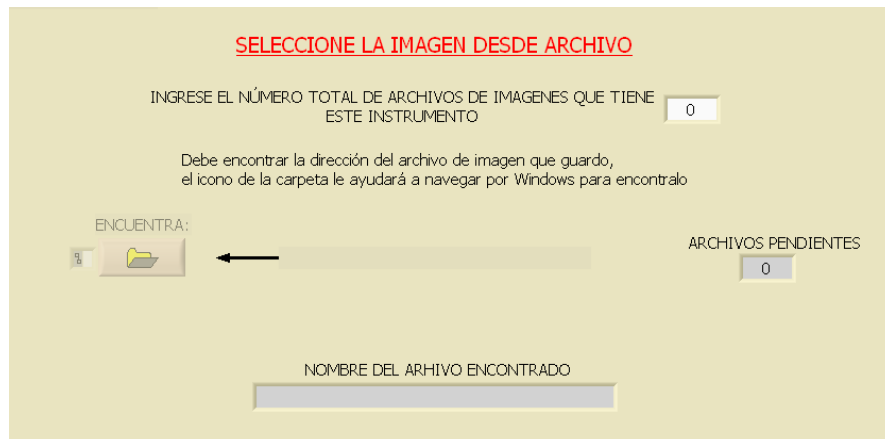 SELECCIONE LA IMAGEN DESDE ARCHIVO
INGRESE EL NÚMERO TOTAL DE ARCHIVOS DE IMAGENES QUE TIENE
ESTE INSTRUMENTO
0
Debe encontrar la dirección del archivo de imagen que guardo,
el icono de la carpeta le ayudará a navegar por Windows para encontralo
ENCUENTRA:
ARCHIVOS PENDIENTES
0
NOMBRE DEL ARHIVO ENCONTRADO